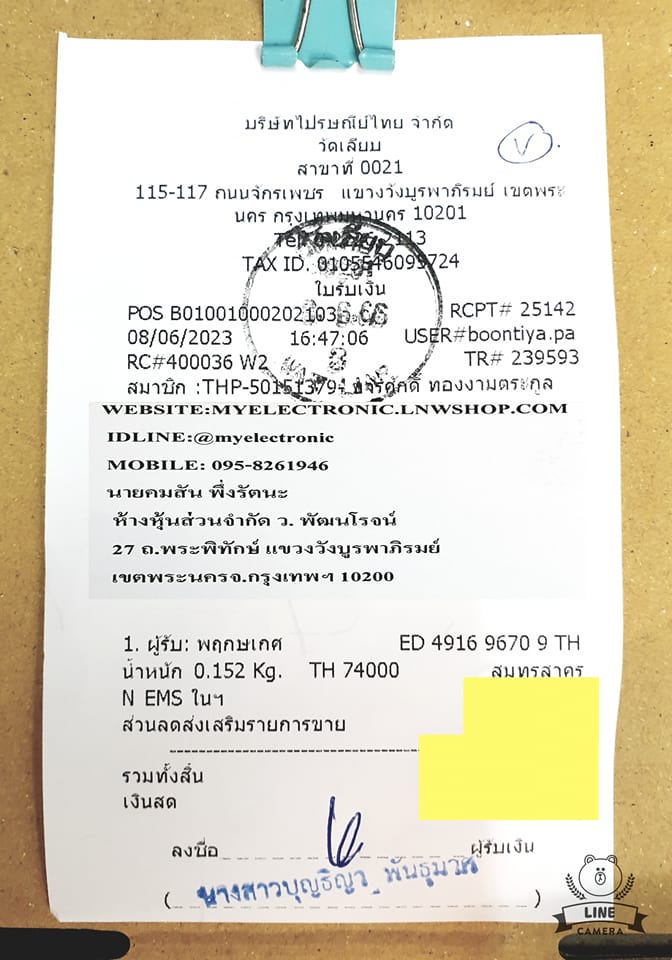 บริษัทไปรษณีย์ไทย จำกัด
วัดเลียบ
สาขาที่ 0021
115-117 ถนนจักรเพชร แขวงวังบูรพาภิรมย์ เขตพระ
นคร กรุงเทพมหานคร 10201
TAX ID. 0105546095724
ใบรับเงิน
POS RCPT# 25142
08/06/2023 16:47:06 USER#boontiya.pa
RC#400036 W2 TR# 239593
สมาชิก :THP-50151379- ทองงามตระกูล
WEBSITE:MYELECTRONIC.LNWSHOP.COM
IDLINE:@myelectronic
MOBILE: 095-8261946
นายคมสัน พึ่งรัตนะ
ห้างหุ้นส่วนจำกัด ว. พัฒนโรจน์
27 ถ.พระพิทักษ์ แขวงวังบูรพาภิรมย์
เขตพระนครจ.กรุงเทพฯ 10200
1. ผู้รับ: พฤกษเกศ ED 4916 9670 9 TH
น้ำหนัก 0.152 Kg. TH 74000 สมุทรสาคร
N EMS ในฯ
ส่วนลดส่งเสริมรายการขาย
รวมทั้งสิ้น
เงินสด
ลงชื่อ ผู้รับเงิน
(นางสาวบุญธิญา พันธุมาศ)
LINE
CAMERA